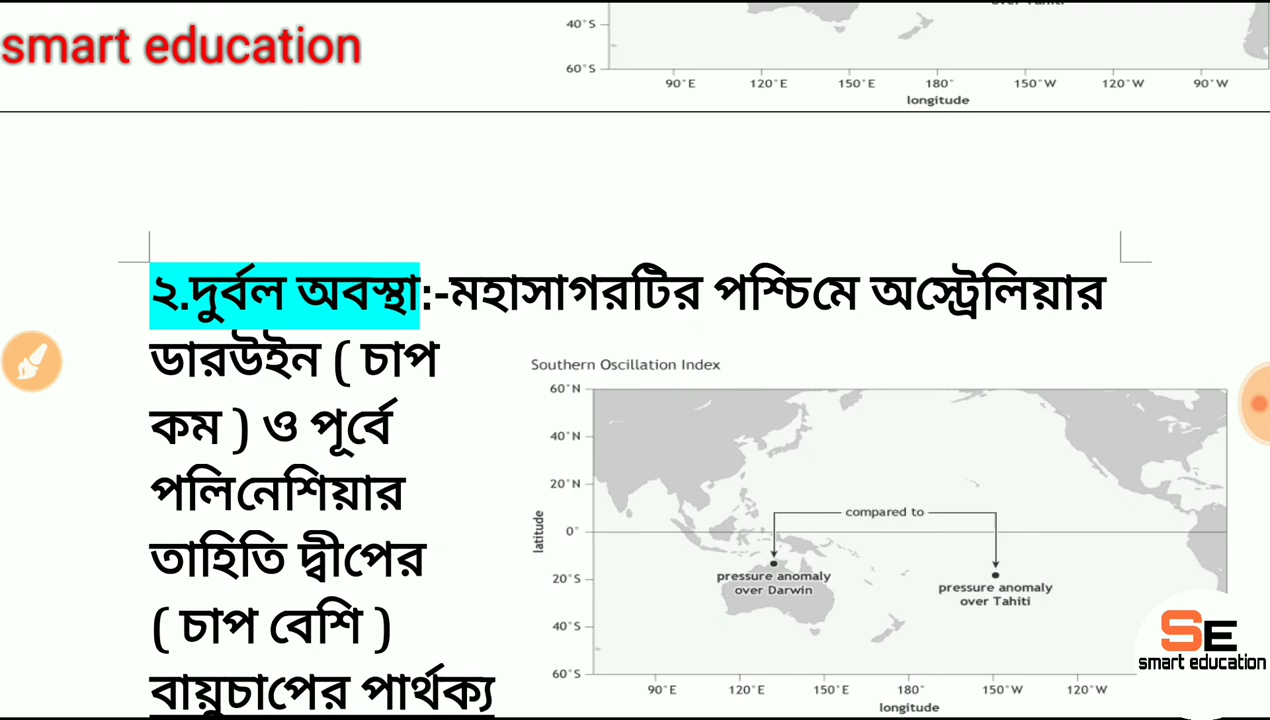 smart education
40°S
60°S
90°E 120°E 150°E 180° 150°W 120°W 90°W
longitude
২.দুর্বল অবস্থা:-মহাসাগরটির পশ্চিমে অস্ট্রেলিয়ার
ডারউইন ( চাপ
কম ) ও পূর্বে
পলিনেশিয়ার
তাহিতি দ্বীপের
( চাপ বেশি )
বায়ুচাপের পার্থক্য
Southern Oscillation Index
60°N
40°N
20°N
0°
20°S
40°S
60°S
latitude
compared to
pressure anomaly
over Darwin
pressure anomaly
over Tahiti
90°E 120°E 150°E 180° 150°W 120°W
longitude
SE
smart education